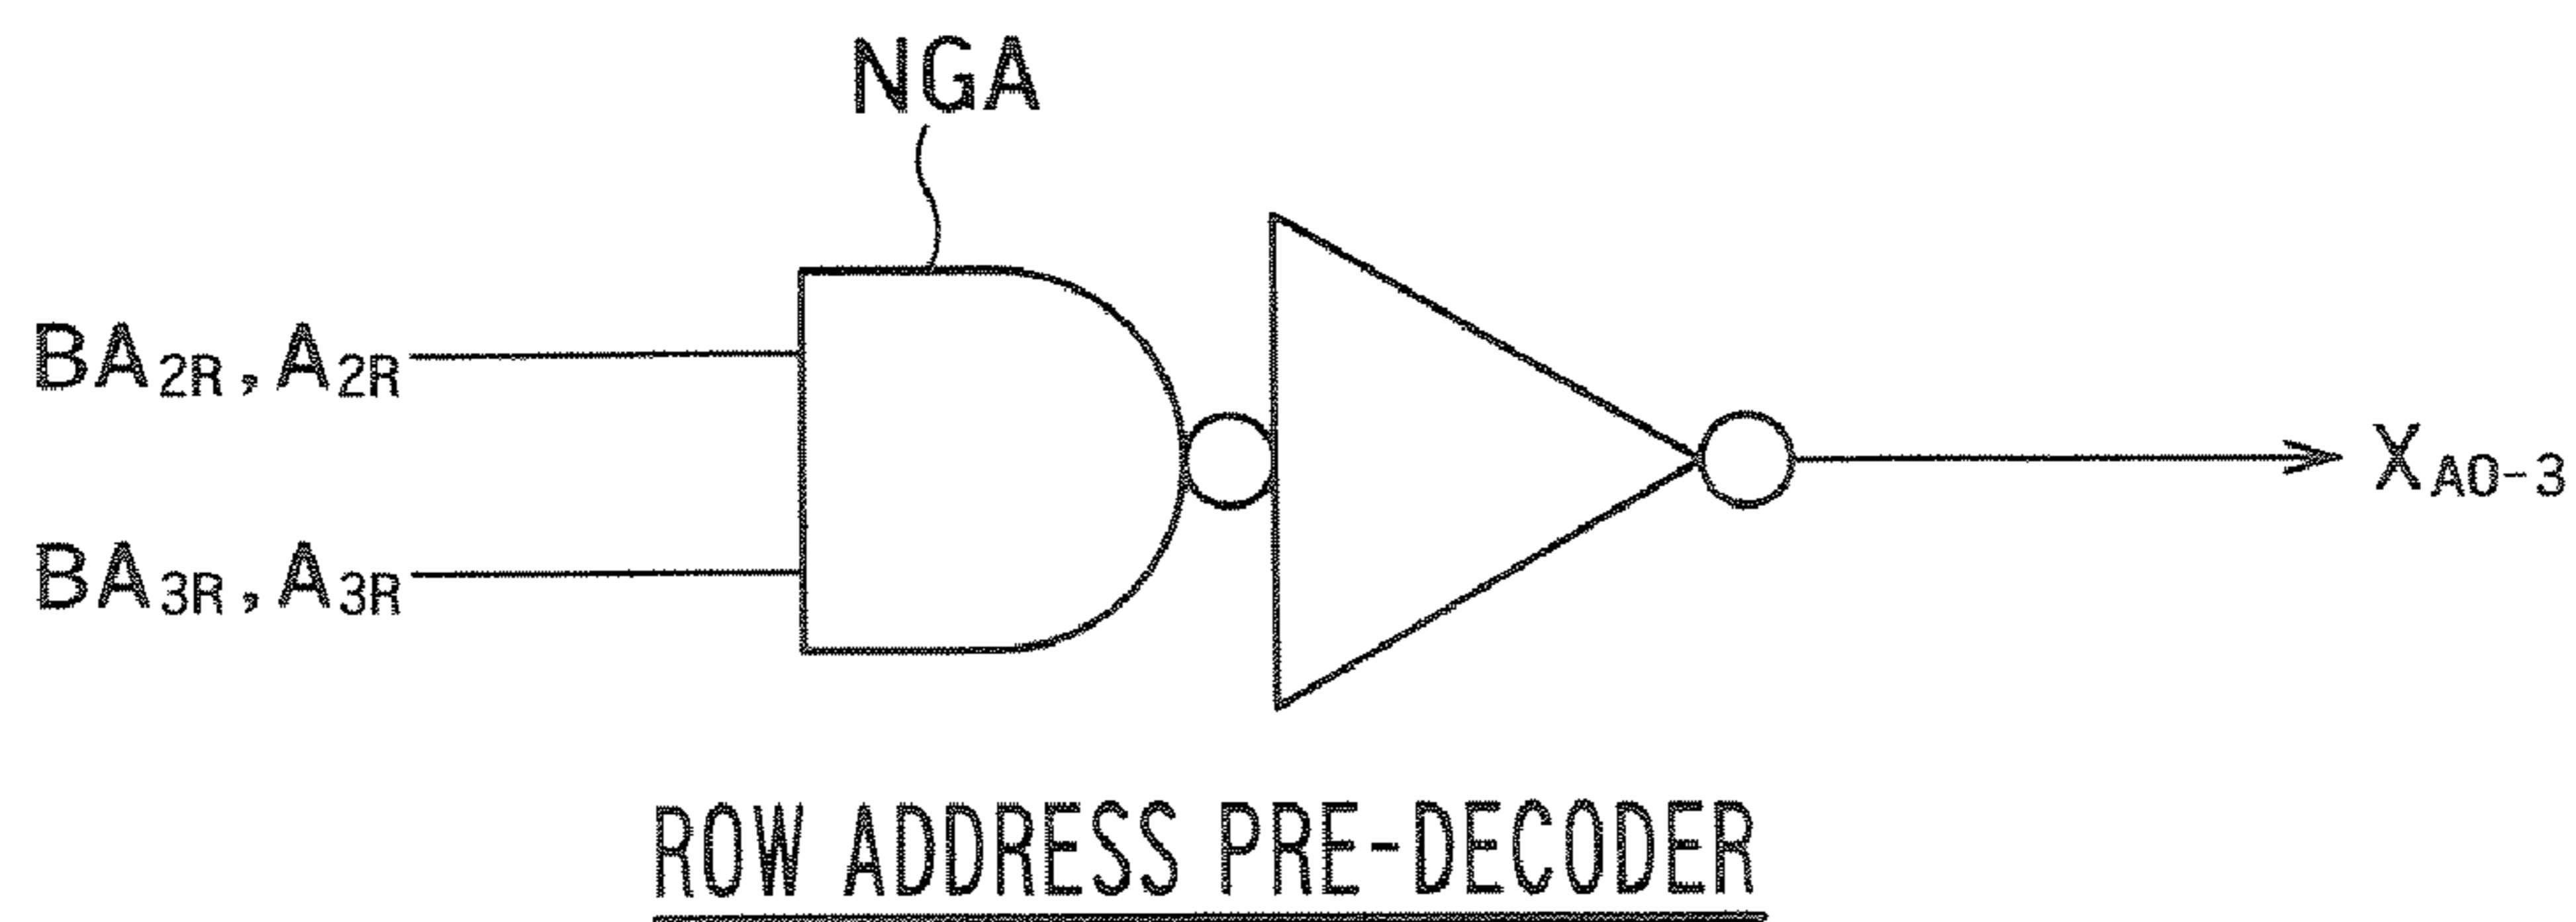 NGA
BA2R, A2R
BA3R, A3R
XA0-3
ROW ADDRESS PRE-DECODER